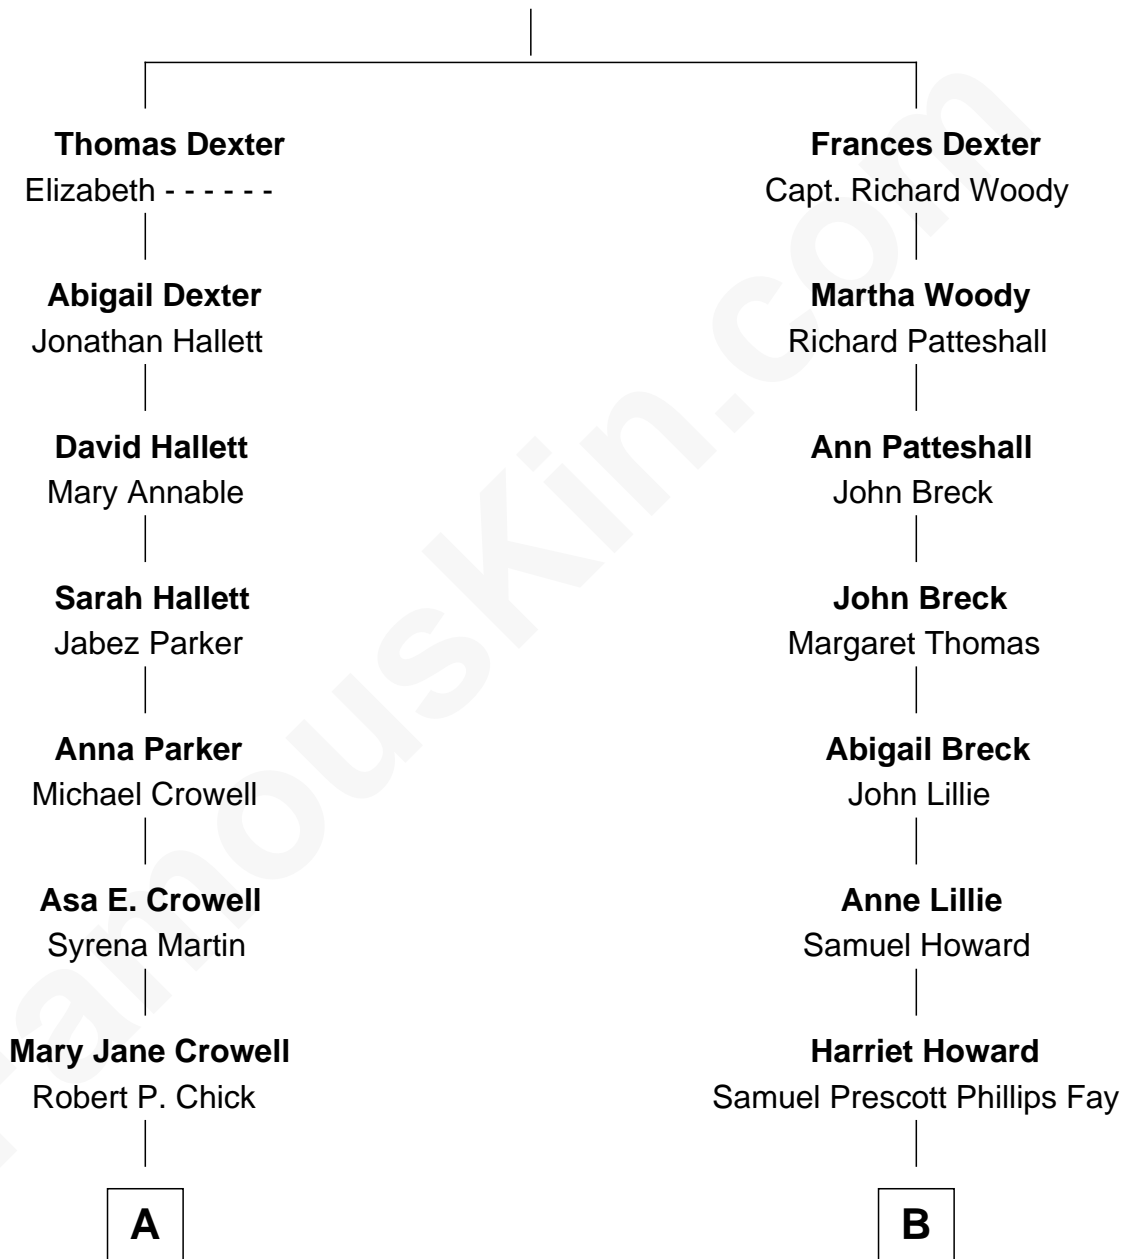 Thomas Dexter
Elizabeth - - - - - -
Frances Dexter
Capt. Richard Woody
Abigail Dexter
Jonathan Hallett
Martha Woody
Richard Patteshall
David Hallett
Mary Annable
Ann Patteshall
John Breck
Sarah Hallett
Jabez Parker
John Breck
Margaret Thomas
Anna Parker
Michael Crowell
Abigail Breck
John Lillie
Asa E. Crowell
Syrena Martin
Anne Lillie
Samuel Howard
Mary Jane Crowell
Robert P. Chick
Harriet Howard
Samuel Prescott Phillips Fay
A
B
FamousKin.com